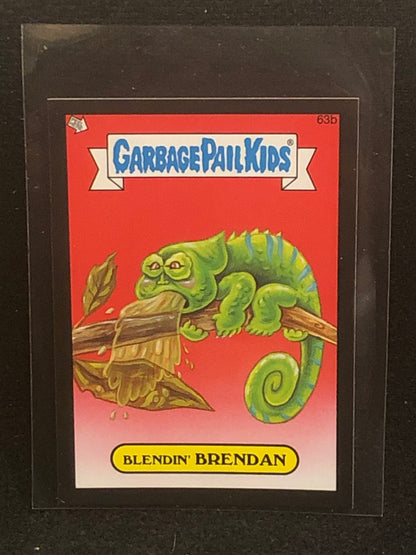 63b
GARBAGE PAIL KIDS®
BLENDIN' BRENDAN